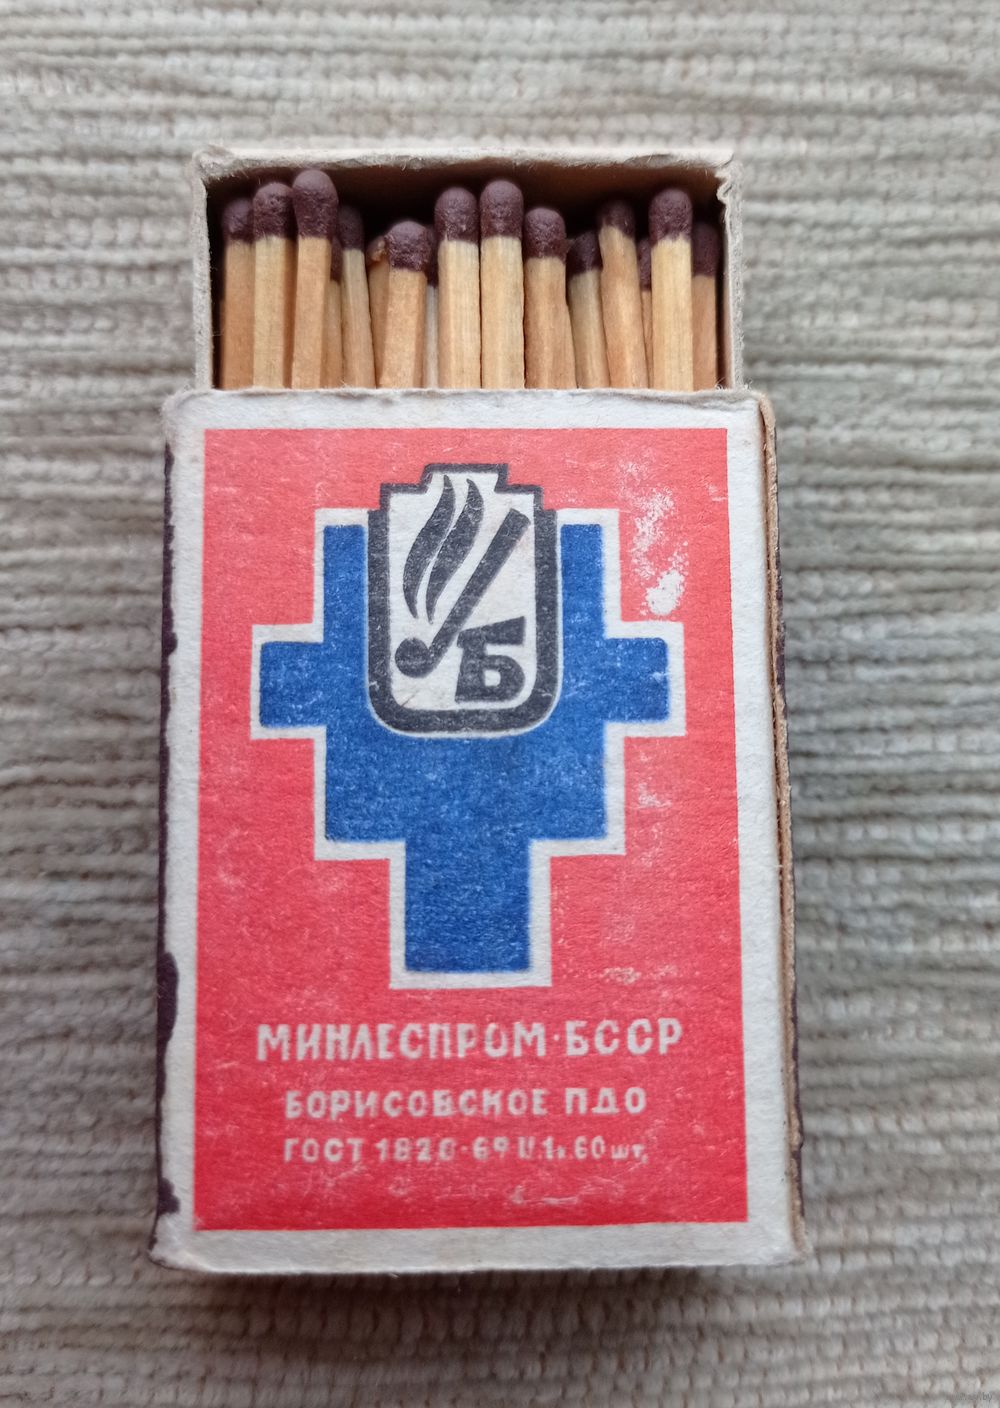 Б
МИНЛЕСПРОМ·БССР
БОРИСОВСКОЕ ПДО
ГОСТ 1820-69 Ц.1к.60шт.